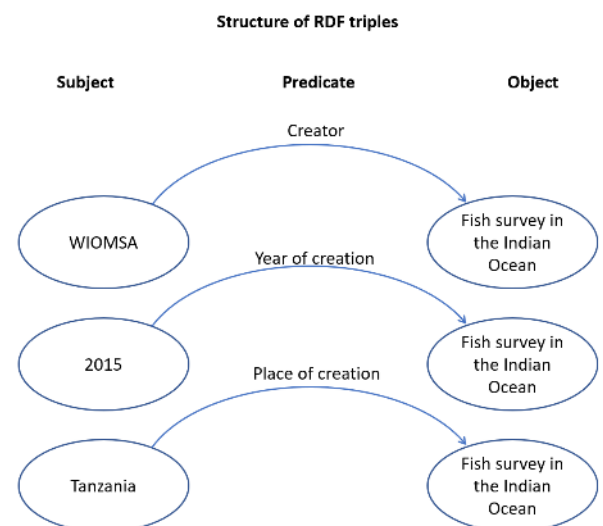 Structure of RDF triples
Subject Predicate Object
Creator
WIOMSA
Fish survey in
the Indian
Ocean
Year of creation
2015
Fish survey in
the Indian
Ocean
Place of creation
Tanzania
Fish survey in
the Indian
Ocean